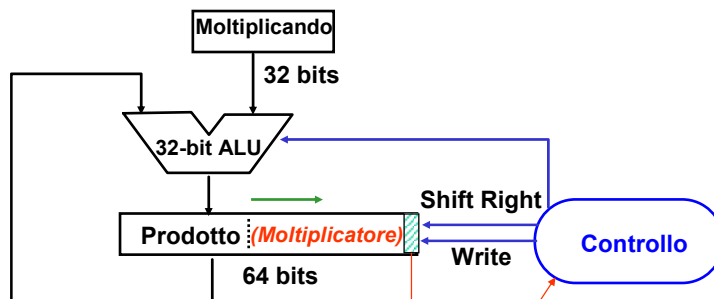 Moltiplicando
32 bits
32-bit ALU
Shift Right
Prodotto (Moltiplicatore)
Controllo
Write
64 bits